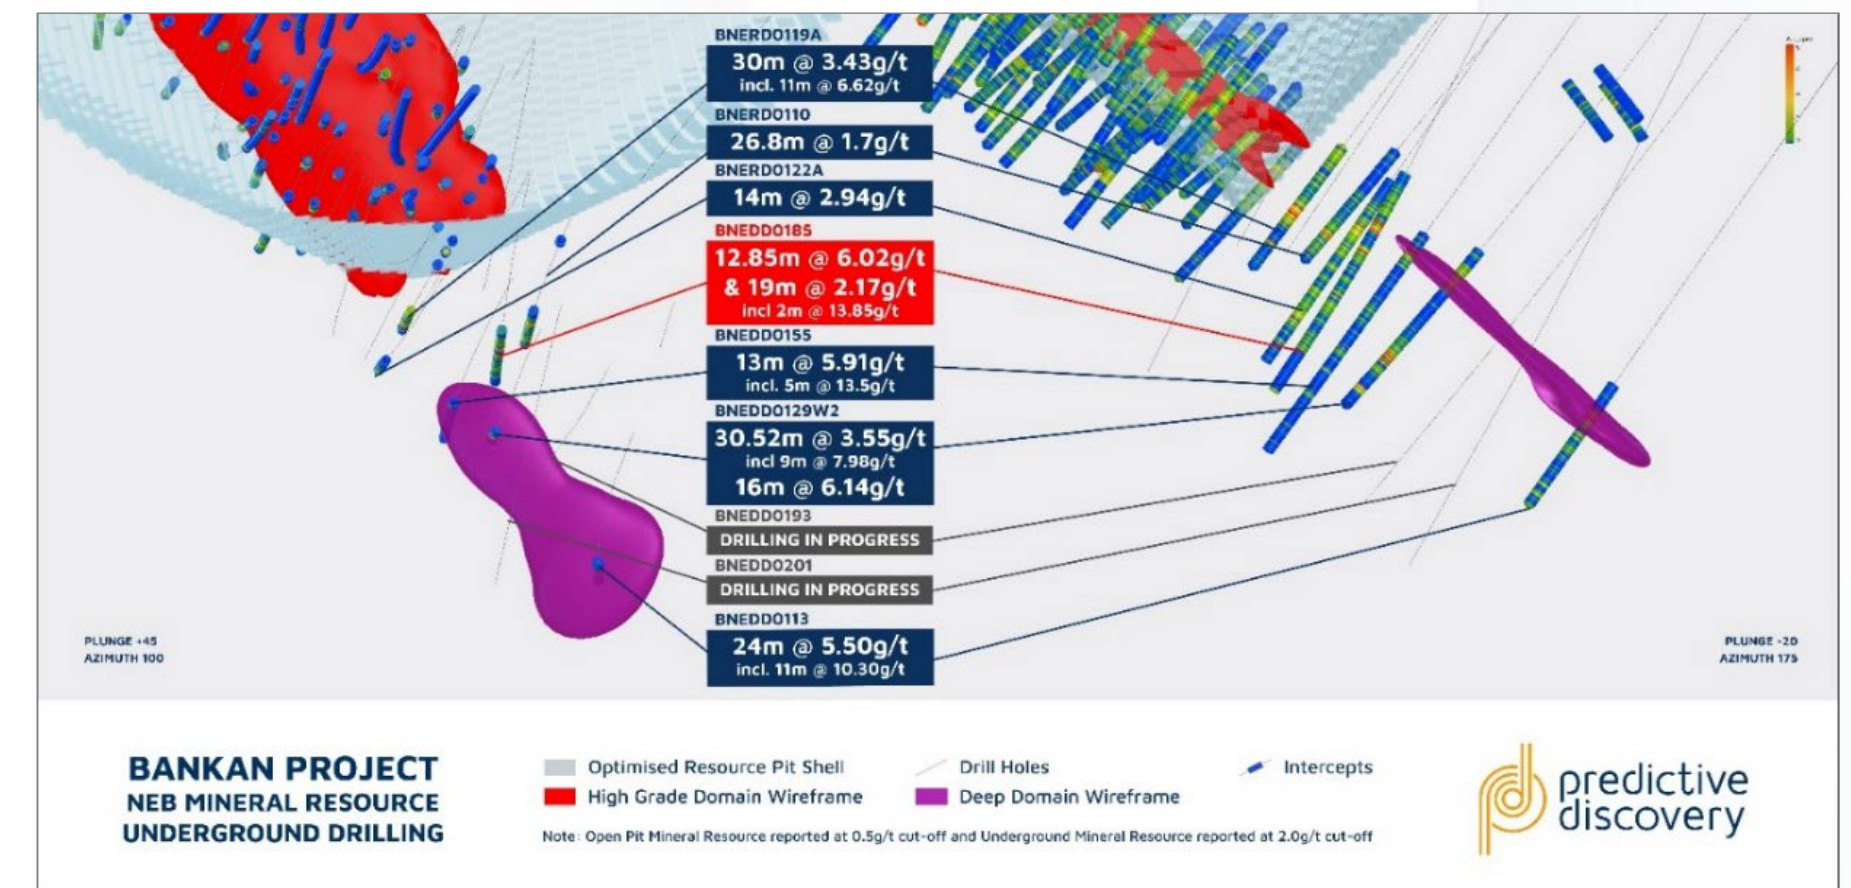 BNERD0119A
30m @ 3.43g/t
incl. 11m @ 6.62g/t
BNERD0110
26.8m @ 1.7g/t
BNERD0122A
14m @ 2.94g/t
BNEDD0185
12.85m @ 6.02g/t
& 19m @ 2.17g/t
incl 2m @ 13.85g/t
BNEDD0155
13m @ 5.91g/t
incl. 5m @ 13.5g/t
BNEDD0129W2
30.52m @ 3.55g/t
incl 9m @ 7.98g/t
16m @ 6.14g/t
BNEDD0193
DRILLING IN PROGRESS
BNEDD0201
DRILLING IN PROGRESS
BNEDD0113
24m @ 5.50g/t
incl. 11m @ 10.30g/t
PLUNGE +45
AZIMUTH 100
PLUNGE -20
AZIMUTH 175
BANKAN PROJECT
NEB MINERAL RESOURCE
UNDERGROUND DRILLING
Optimised Resource Pit Shell
High Grade Domain Wireframe
Drill Holes
Deep Domain Wireframe
Intercepts
Note: Open Pit Mineral Resource reported at 0.5g/t cut-off and Underground Mineral Resource reported at 2.0g/t cut-off
predictive
discovery